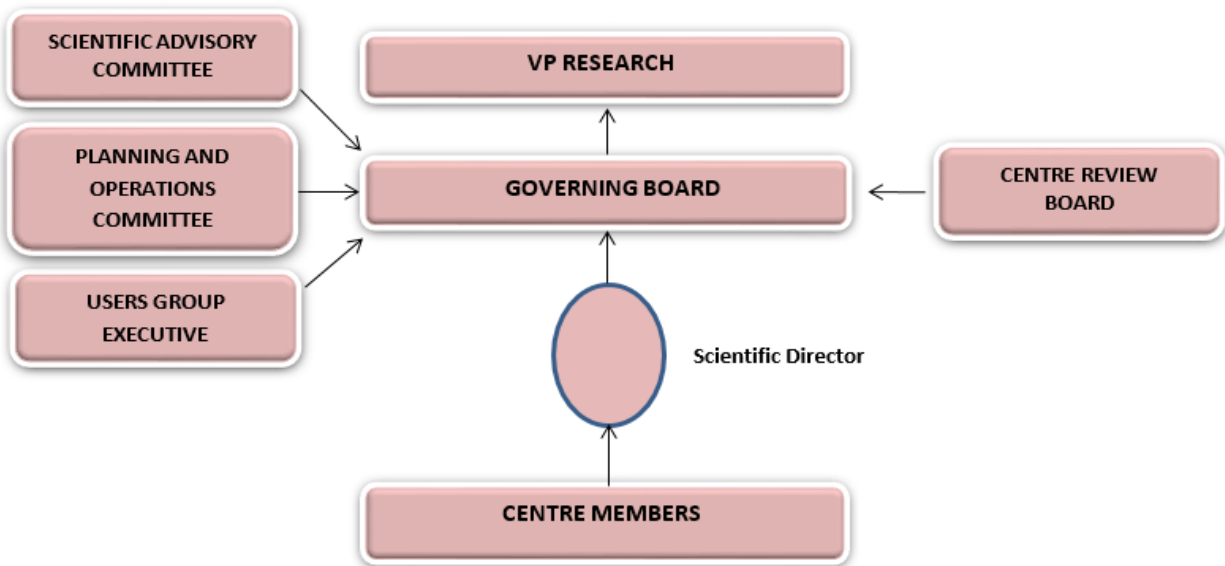 SCIENTIFIC ADVISORY
COMMITTEE
VP RESEARCH
PLANNING AND
OPERATIONS
COMMITTEE
GOVERNING BOARD
CENTRE REVIEW
BOARD
USERS GROUP
EXECUTIVE
Scientific Director
CENTRE MEMBERS